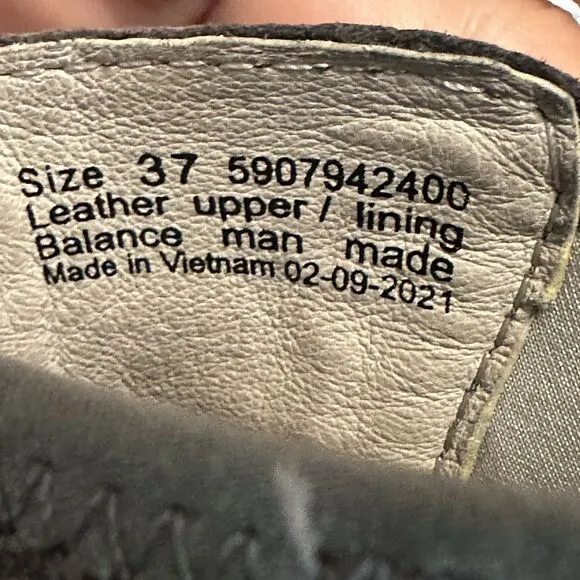 Size 37 5907942400
Leather upper / lining
Balance man made
Made in Vietnam 02-09-2021